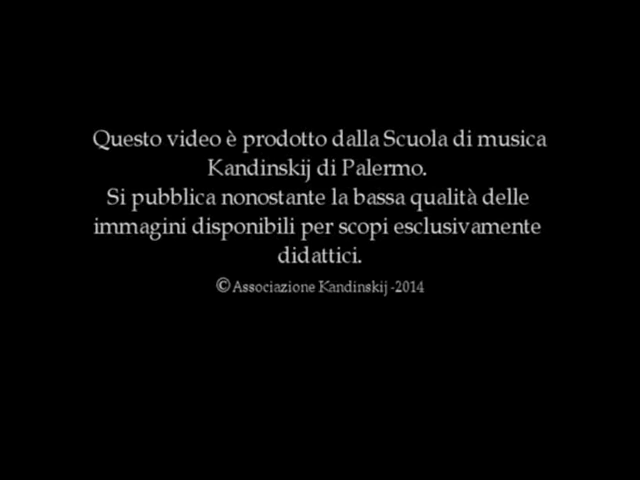 Questo video è prodotto dalla Scuola di musica
Kandinskij di Palermo.
Si pubblica nonostante la bassa qualità delle
immagini disponibili per scopi esclusivamente
didattici.
© Associazione Kandinskij -2014